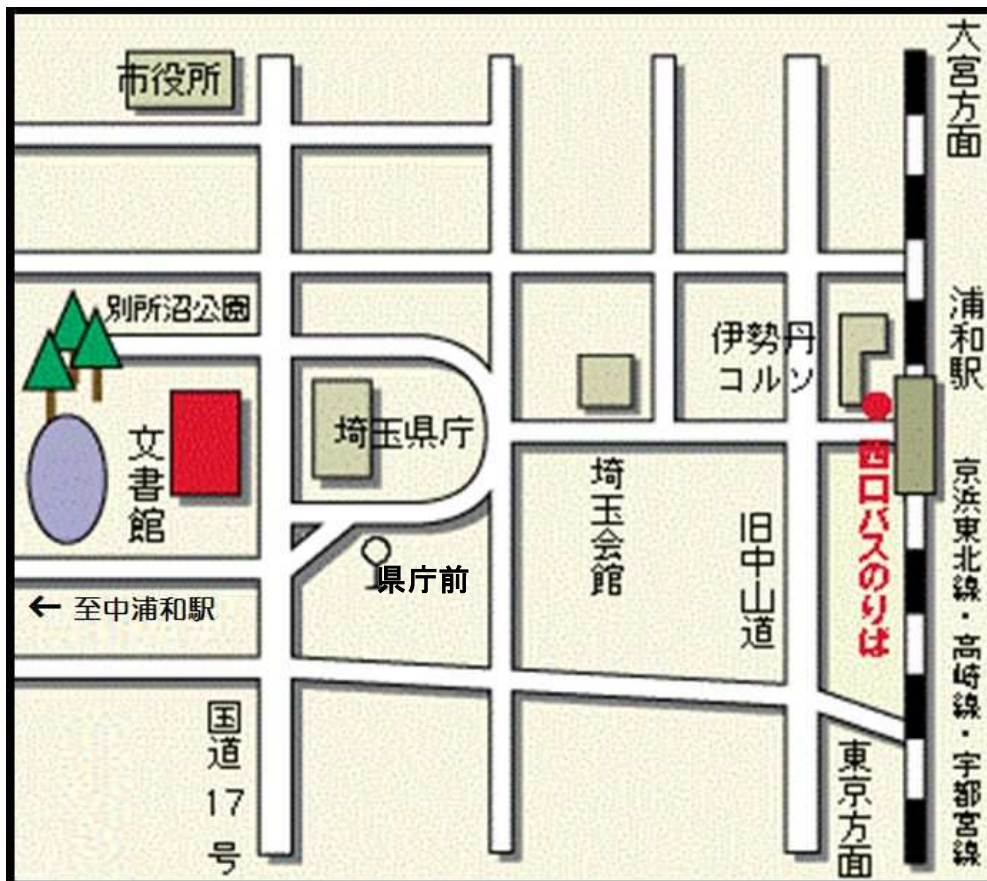 市役所
大宮方面
別所沼公園
伊勢丹
コルソ
浦和駅
文書館
埼玉県庁
埼玉会館
西口バスのりば
京浜東北線・高崎線・宇都宮線
旧中山道
県庁前
← 至中浦和駅
国道17号
東京方面